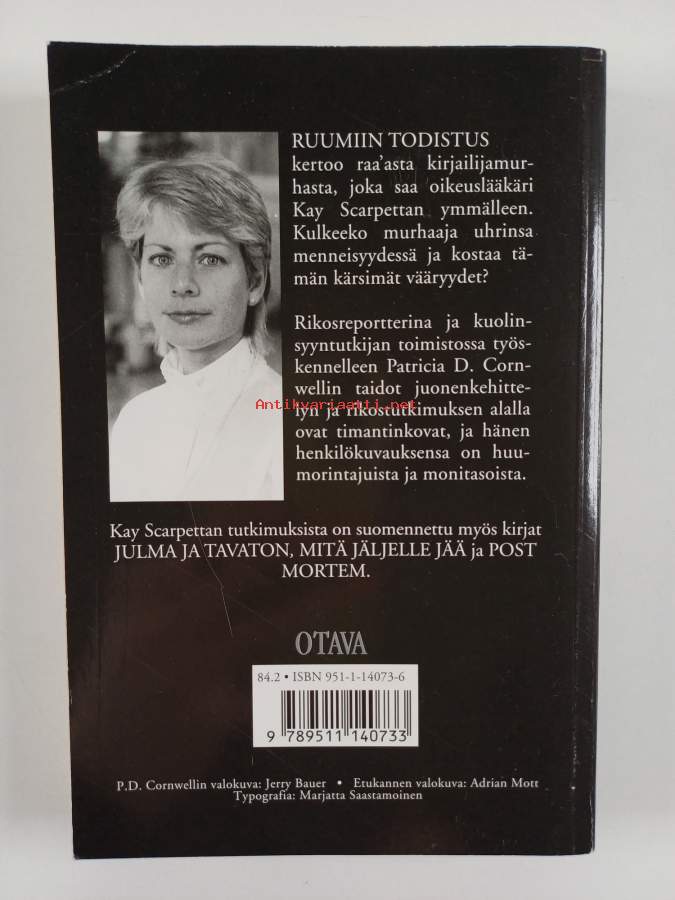 RUUMIIN TODISTUS
kertoo raa'asta kirjailijamur-
hasta, joka saa oikeuslääkäri
Kay Scarpettan ymmälleen.
Kulkeeko murhaaja uhrinsa
menneisyydessä ja kostaa tä-
män kärsimät vääryydet?
Rikosreportterina ja kuolin-
syyntutkijan toimistossa työs-
kennelleen Patricia D. Corn-
wellin taidot juonenkehitte-
Antikvariaatti.net
lyn ja rikostutkimuksen alalla
ovat timantinkovat, ja hänen
henkilökuvauksensa on huu-
morintajuista ja monitasoista.
Kay Scarpettan tutkimuksista on suomennettu myös kirjat
JULMA JA TAVATON, MITÄ JÄLJELLE JÄÄ ja POST
MORTEM.
OTAVA
84.2 • ISBN 951-1-14073-6
9 789511 140733
P.D. Cornwellin valokuva: Jerry Bauer • Etukannen valokuva: Adrian Mott
Typografia: Marjatta Saastamoinen